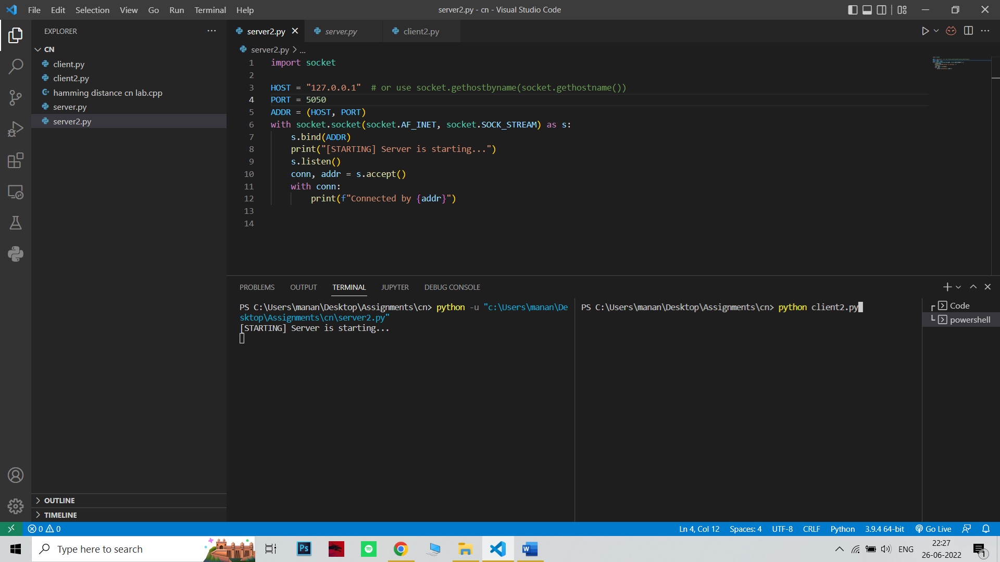 File Edit Selection View Go Run Terminal Help
server2.py - cn - Visual Studio Code
EXPLORER
CN
client.py
client2.py
hamming distance cn lab.cpp
server.py
server2.py
OUTLINE
TIMELINE
server2.py server.py client2.py
server2.py > ...
1 import socket
2
3 HOST = "127.0.0.1"  # or use socket.gethostbyname(socket.gethostname())
4 PORT = 5050
5 ADDR = (HOST, PORT)
6 with socket.socket(socket.AF_INET, socket.SOCK_STREAM) as s:
7     s.bind(ADDR)
8     print("[STARTING] Server is starting...")
9     s.listen()
10     conn, addr = s.accept()
11     with conn:
12         print(f"Connected by {addr}")
13
14
PROBLEMS OUTPUT TERMINAL JUPYTER DEBUG CONSOLE
PS C:\Users\manan\Desktop\Assignments\cn> python -u "c:\Users\manan\De
sktop\Assignments\cn\server2.py"
[STARTING] Server is starting...
PS C:\Users\manan\Desktop\Assignments\cn> python client2.py
Code
powershell
0 0
Ln 4, Col 12 Spaces: 4 UTF-8 CRLF Python 3.9.4 64-bit Go Live
Type here to search
Ps
W
ENG
22:27
26-06-2022
1